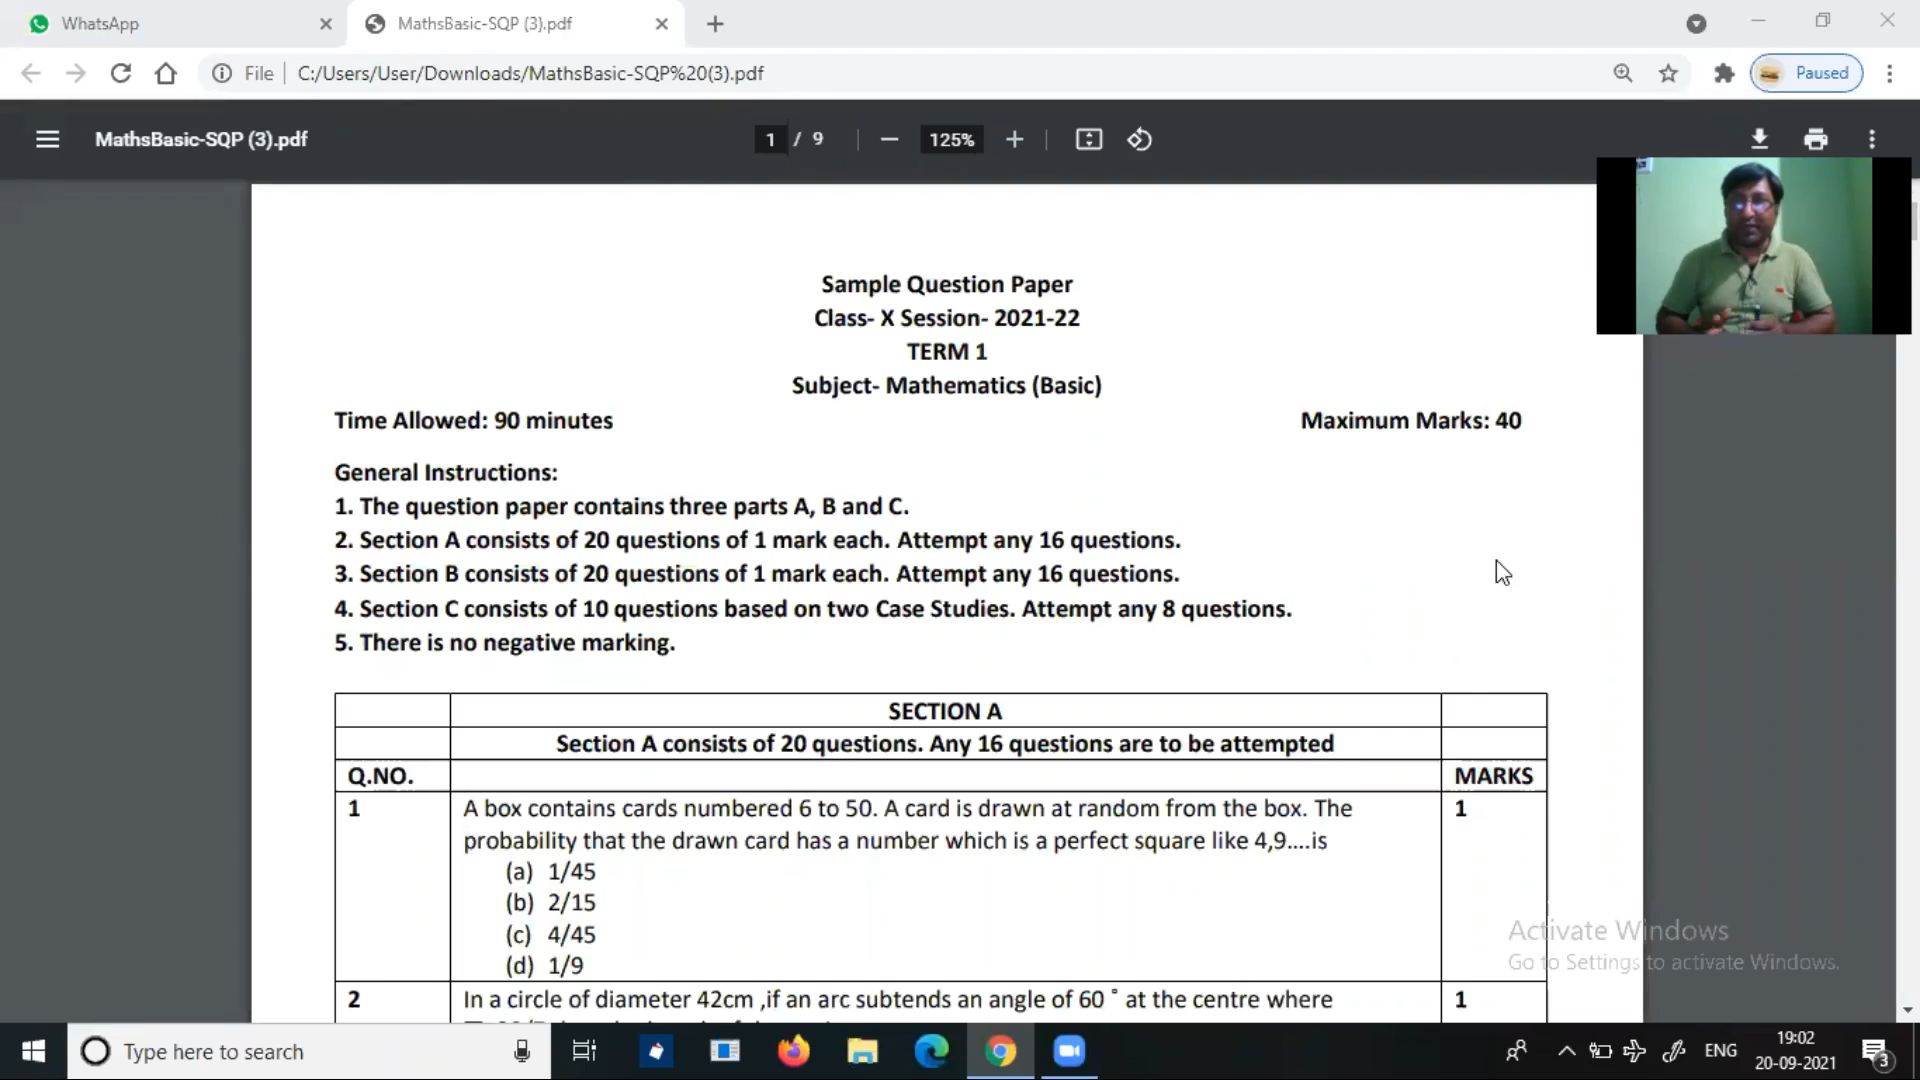 WhatsApp
MathsBasic-SQP (3).pdf
File
C:/Users/User/Downloads/MathsBasic-SQP%20(3).pdf
Paused
MathsBasic-SQP (3).pdf
1 / 9
125%
Sample Question Paper
Class- X Session- 2021-22
TERM 1
Subject- Mathematics (Basic)
Time Allowed: 90 minutes Maximum Marks: 40
General Instructions:
1. The question paper contains three parts A, B and C.
2. Section A consists of 20 questions of 1 mark each. Attempt any 16 questions.
3. Section B consists of 20 questions of 1 mark each. Attempt any 16 questions.
4. Section C consists of 10 questions based on two Case Studies. Attempt any 8 questions.
5. There is no negative marking.
SECTION A
Section A consists of 20 questions. Any 16 questions are to be attempted
Q.NO. MARKS
1 A box contains cards numbered 6 to 50. A card is drawn at random from the box. The 1
probability that the drawn card has a number which is a perfect square like 4,9....is
(a) 1/45
(b) 2/15
(c) 4/45
(d) 1/9
2 In a circle of diameter 42cm ,if an arc subtends an angle of 60 ˚ at the centre where 1
Activate Windows
Go to Settings to activate Windows.
Type here to search
ENG
19:02
20-09-2021
3